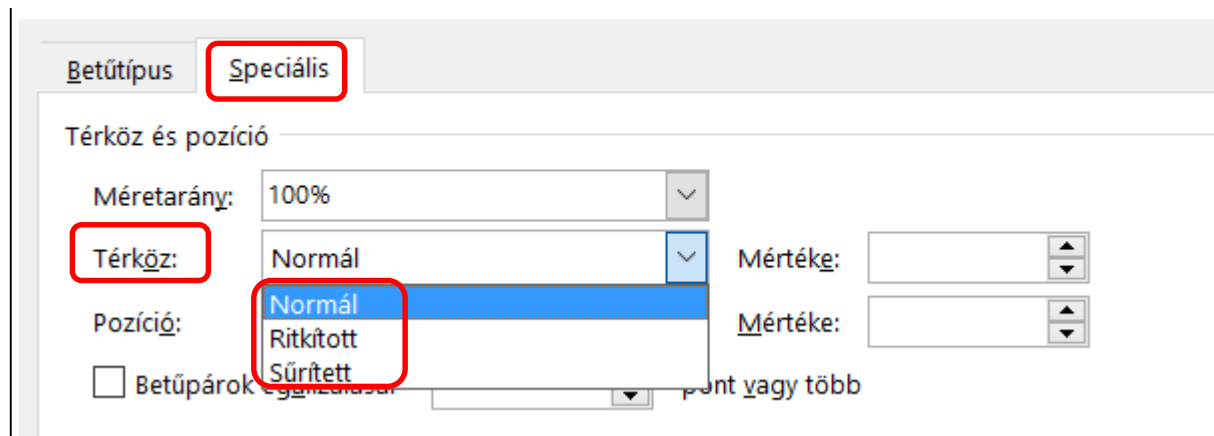 Betűtípus Speciális
Térköz és pozíció
Méretarány: 100%
Térköz: Normál Mértéke:
Normál
Pozíció: Mértéke:
Ritkított
Sűrített
Betűpárok pont vagy több